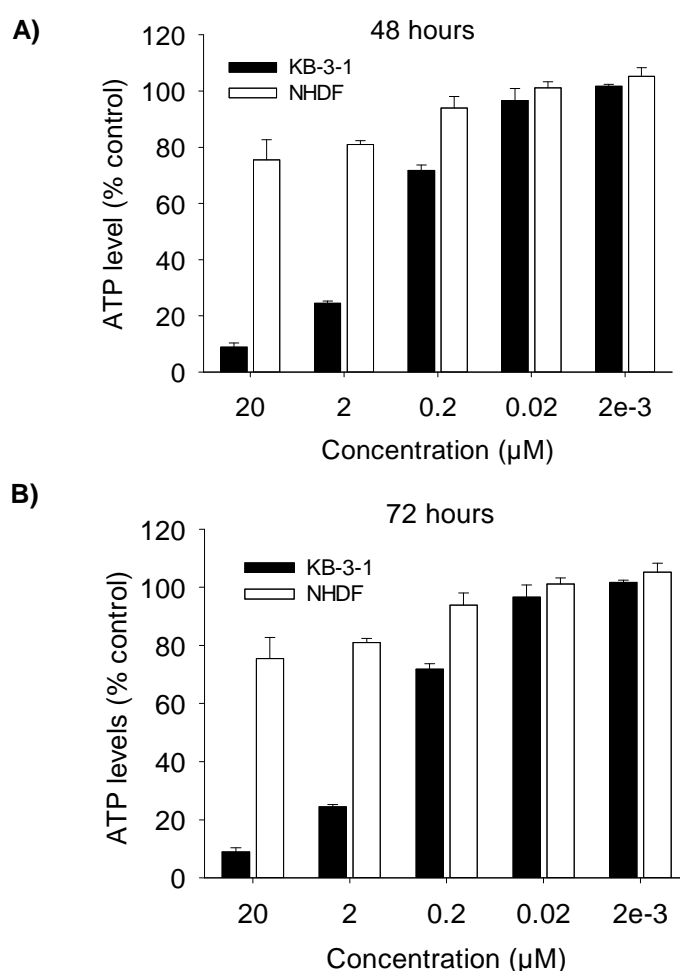 A)
48 hours
KB-3-1
NHDF
ATP level (% control)
120
100
80
60
40
20
0
20 2 0.2 0.02 2e-3
Concentration (µM)
B)
72 hours
KB-3-1
NHDF
ATP levels (% control)
120
100
80
60
40
20
0
20 2 0.2 0.02 2e-3
Concentration (µM)